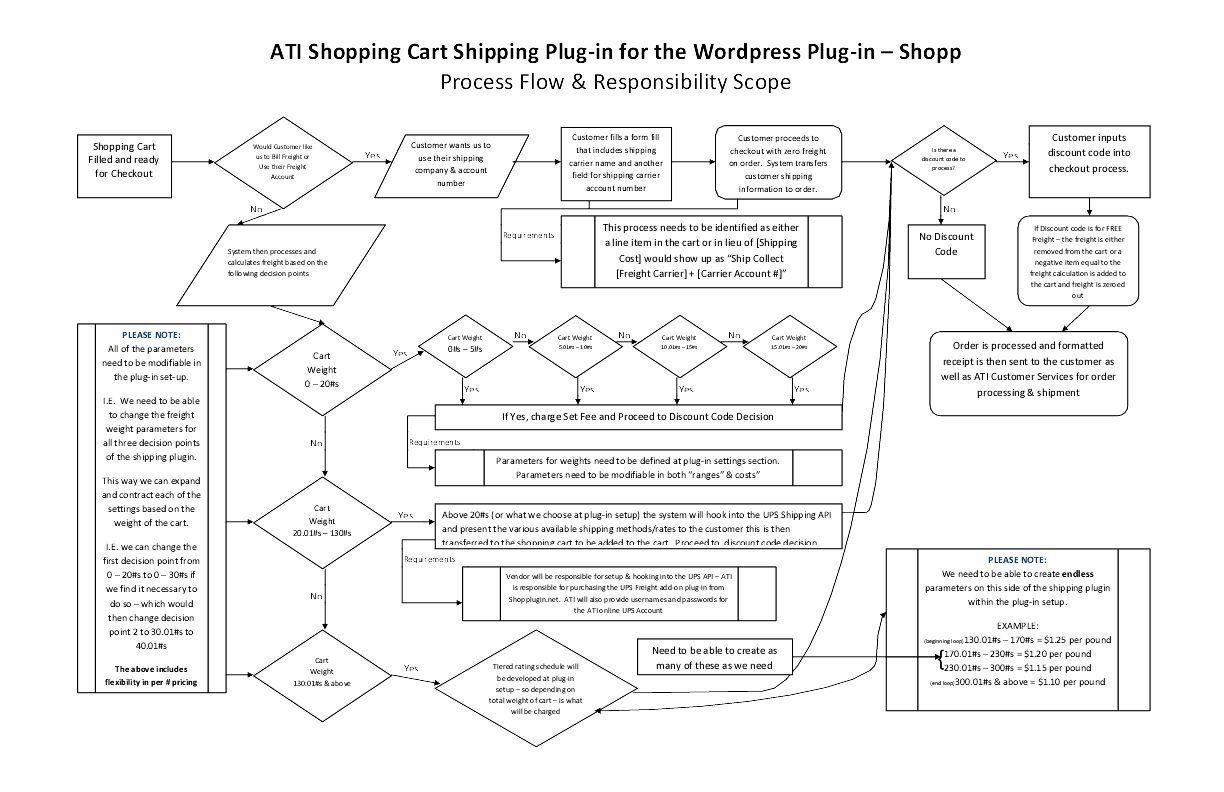 ATI Shopping Cart Shipping Plug-in for the Wordpress Plug-in – Shopp
Process Flow & Responsibility Scope
Shopping Cart
Filled and ready
for Checkout
Would Customer like
us to Bill Freight or
Use their Freight
Account
Yes
Customer wants us to
use their shipping
company & account
number
Customer fills a form fill
that includes shipping
carrier name and another
field for shipping carrier
account number
Customer proceeds to
checkout with zero freight
on order. System transfers
customer shipping
information to order.
Is there a
discount code to
process?
Yes
Customer inputs
discount code into
checkout process.
No
System then processes and
calculates freight based on the
following decision points
Requirements
This process needs to be identified as either
a line item in the cart or in lieu of [Shipping
Cost] would show up as "Ship Collect
[Freight Carrier] + [Carrier Account #]"
No
No Discount
Code
If Discount code is for FREE
Freight – the freight is either
removed from the cart or a
negative item equal to the
freight calculation is added to
the cart and freight is zeroed
out
Order is processed and formatted
receipt is then sent to the customer as
well as ATI Customer Services for order
processing & shipment
PLEASE NOTE:
All of the parameters
need to be modifiable in
the plug-in set-up.
I.E. We need to be able
to change the freight
weight parameters for
all three decision points
of the shipping plugin.
This way we can expand
and contract each of the
settings based on the
weight of the cart.
I.E. we can change the
first decision point from
0 – 20#s to 0 – 30#s if
we find it necessary to
do so – which would
then change decision
point 2 to 30.01#s to
40.01#s
The above includes
flexibility in per # pricing
Cart
Weight
0 – 20#s
Yes
Cart Weight
0#s – 5#s
No
Cart Weight
5.01#s – 10#s
No
Cart Weight
10.01#s – 15#s
No
Cart Weight
15.01#s – 20#s
Yes
Yes
Yes
Yes
If Yes, charge Set Fee and Proceed to Discount Code Decision
Requirements
Parameters for weights need to be defined at plug-in settings section.
Parameters need to be modifiable in both "ranges" & costs"
No
Cart
Weight
20.01#s – 130#s
Yes
Above 20#s (or what we choose at plug-in setup) the system will hook into the UPS Shipping API
and present the various available shipping methods/rates to the customer this is then
transferred to the shopping cart to be added to the cart. Proceed to discount code decision
Requirements
Vendor will be responsible for setup & hooking into the UPS API – ATI
is responsible for purchasing the UPS Freight add-on plug-in from
Shopplugin.net. ATI will also provide usernames and passwords for
the ATI online UPS Account
No
Cart
Weight
130.01#s & above
Yes
Tiered rating schedule will
be developed at plug-in
setup – so depending on
total weight of cart – is what
will be charged
Need to be able to create as
many of these as we need
PLEASE NOTE:
We need to be able to create endless
parameters on this side of the shipping plugin
within the plug-in setup.
EXAMPLE:
(beginning loop)130.01#s – 170#s = $1.25 per pound
170.01#s – 230#s = $1.20 per pound
230.01#s – 300#s = $1.15 per pound
(end loop)300.01#s & above = $1.10 per pound